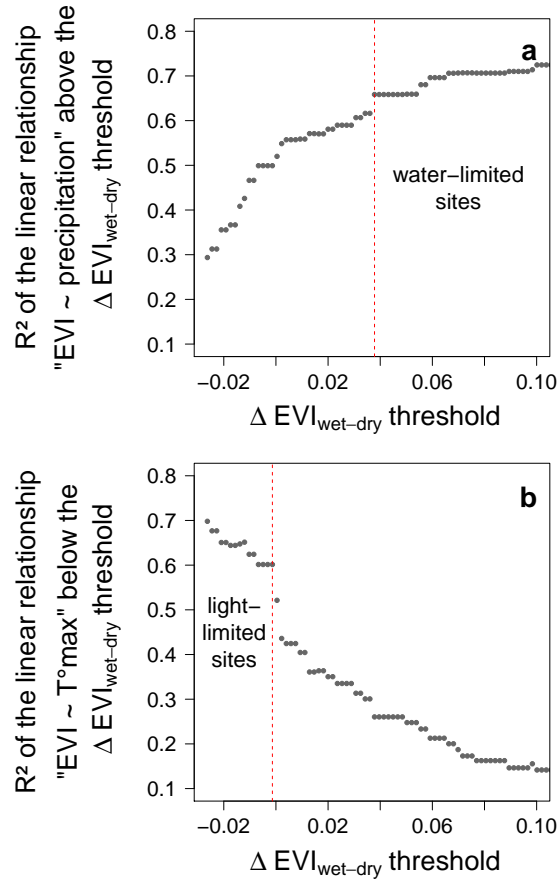 R² of the linear relationship
"EVI ~ precipitation" above the
Δ EVIwet−dry threshold
0.8
0.7
0.6
0.5
0.4
0.3
0.2
0.1
a
water−limited
sites
−0.02 0.02 0.06 0.10
Δ EVIwet−dry threshold
R² of the linear relationship
"EVI ~ T°max" below the
Δ EVIwet−dry threshold
0.8
0.7
0.6
0.5
0.4
0.3
0.2
0.1
b
light−
limited
sites
−0.02 0.02 0.06 0.10
Δ EVIwet−dry threshold